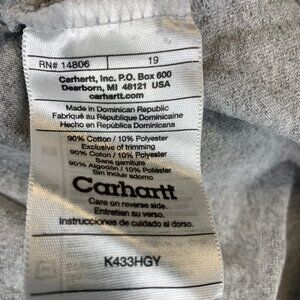 RN# 14806 19
Carhartt, Inc. P.O. Box 600
Dearborn, MI 48121 USA
carhartt.com
Made in Dominican Republic
Fabriqué au République Dominicaine
Hecho en República Dominicana
90% Cotton / 10% Polyester
Exclusive of trimming
90% Coton / 10% Polyester
Sans garniture
90% Algodon / 10% Poliéster
Sin incluir adorno
Carhartt
Care on reverse side.
Entretien au verso.
Instrucciones de cuidado al dorso.
K433HGY